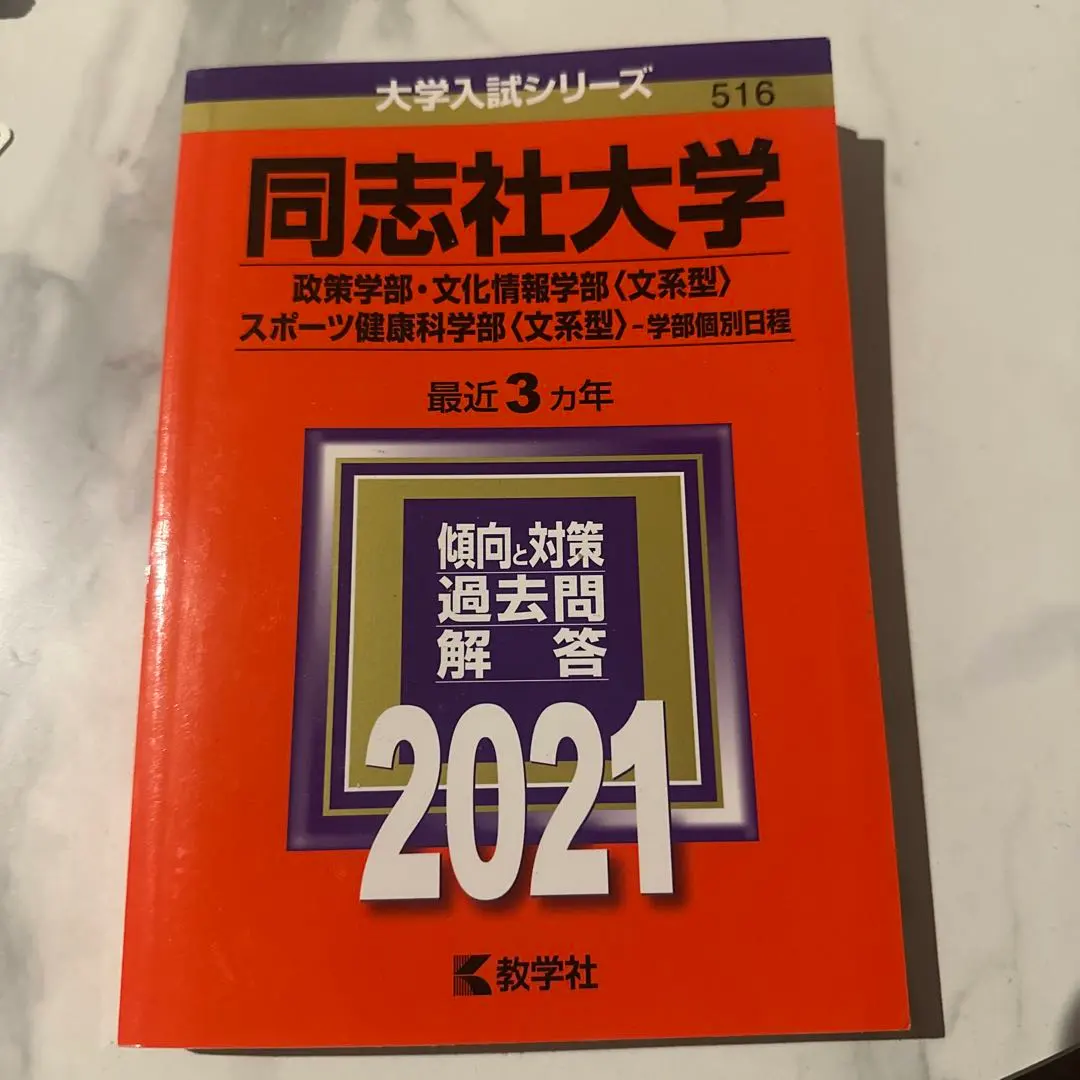 大学入試シリーズ 516
同志社大学
政策学部・文化情報学部〈文系型〉
スポーツ健康科学部〈文系型〉-学部個別日程
最近3カ年
傾向と対策
過去問
解答
2021
教学社